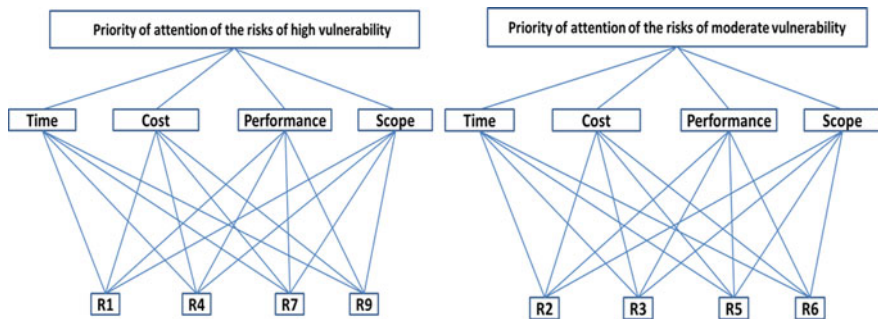 Priority of attention of the risks of high vulnerability
Time Cost Performance Scope
R1 R4 R7 R9
Priority of attention of the risks of moderate vulnerability
Time Cost Performance Scope
R2 R3 R5 R6